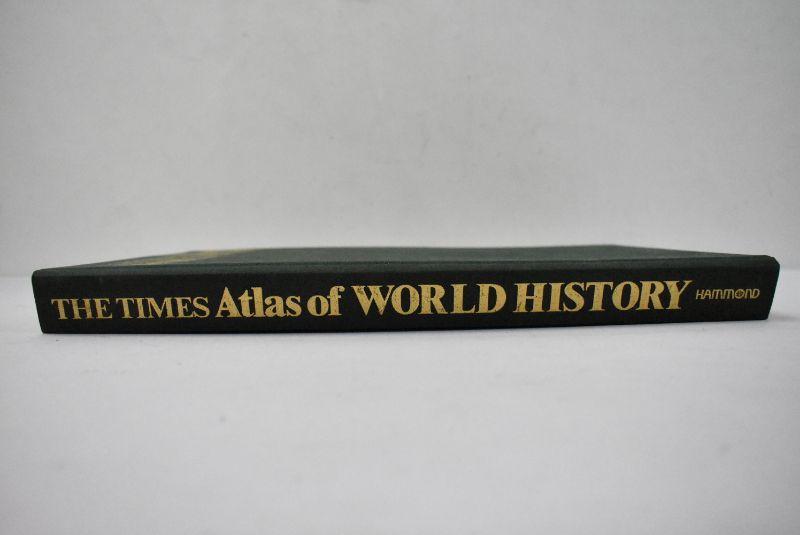 THE TIMES Atlas of WORLD HISTORY HAMMOND